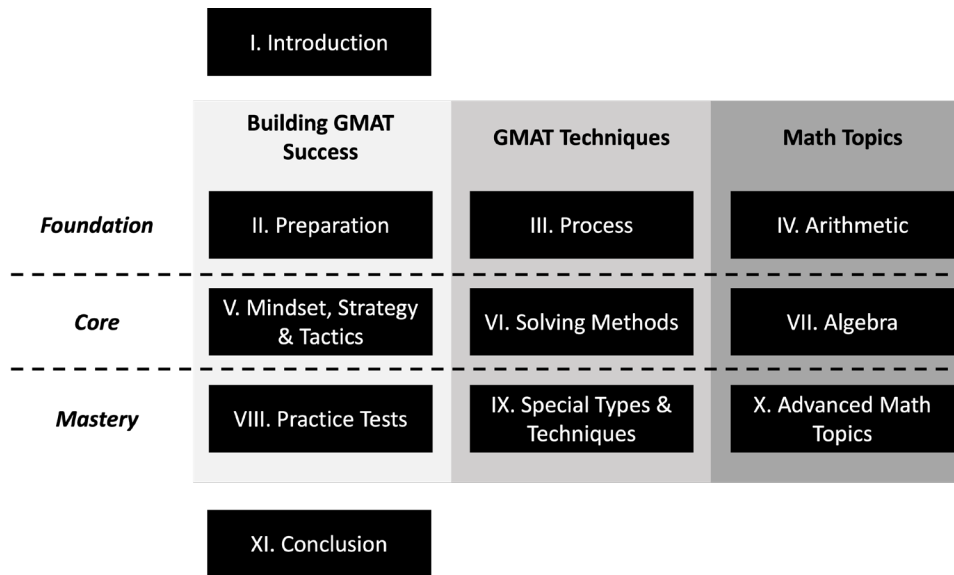 I. Introduction
Building GMAT
Success
GMAT Techniques
Math Topics
Foundation
II. Preparation
III. Process
IV. Arithmetic
Core
V. Mindset, Strategy
& Tactics
VI. Solving Methods
VII. Algebra
Mastery
VIII. Practice Tests
IX. Special Types &
Techniques
X. Advanced Math
Topics
XI. Conclusion